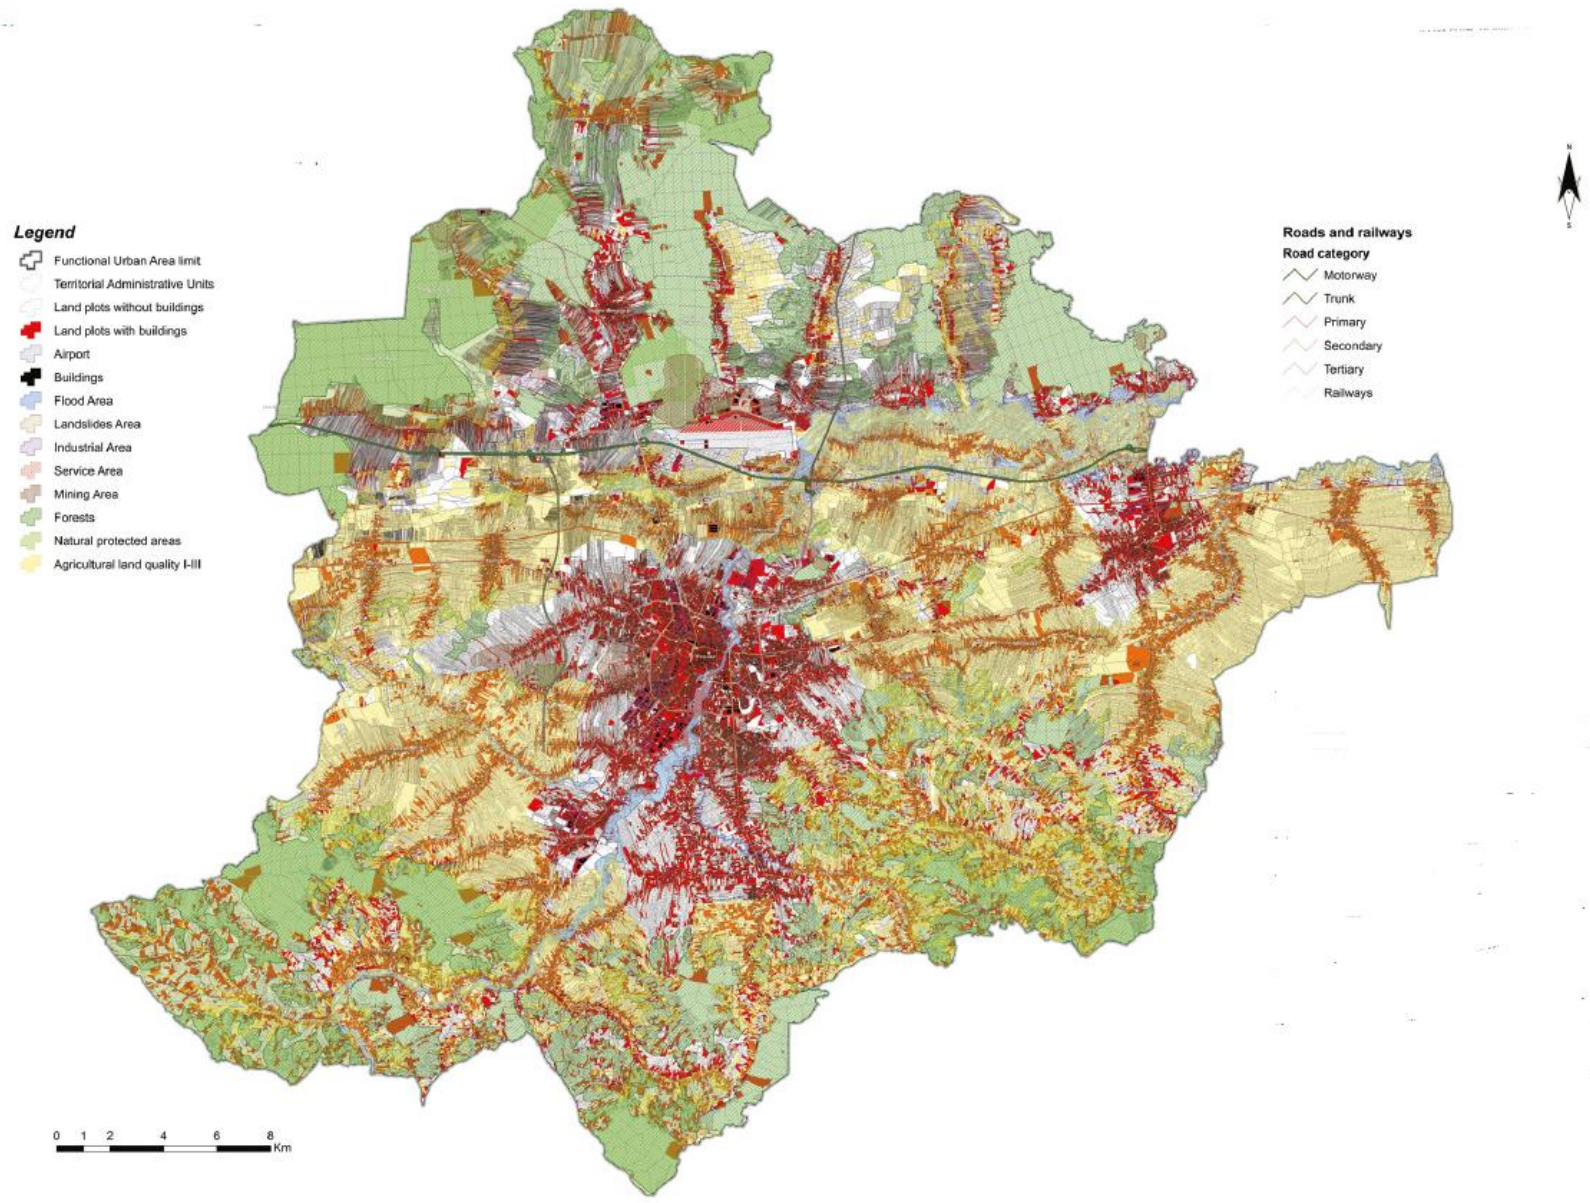 N
S
Legend
Functional Urban Area limit
Territorial Administrative Units
Land plots without buildings
Land plots with buildings
Airport
Buildings
Flood Area
Landslides Area
Industrial Area
Service Area
Mining Area
Forests
Natural protected areas
Agricultural land quality I-III
Roads and railways
Road category
Motorway
Trunk
Primary
Secondary
Tertiary
Railways
0 1 2 4 6 8
Km